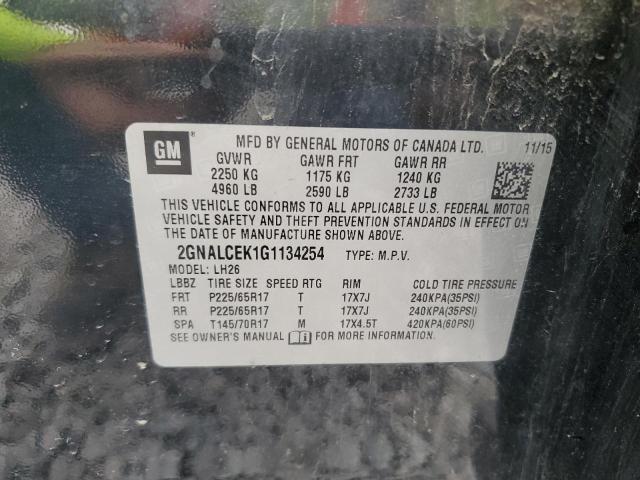 GM ® MFD BY GENERAL MOTORS OF CANADA LTD. 11/15
GVWR GAWR FRT GAWR RR
2250 KG 1175 KG 1240 KG
4960 LB 2590 LB 2733 LB
THIS VEHICLE CONFORMS TO ALL APPLICABLE U.S. FEDERAL MOTOR
VEHICLE SAFETY AND THEFT PREVENTION STANDARDS IN EFFECT ON
THE DATE OF MANUFACTURE SHOWN ABOVE.
2GNALCEK1G1134254 TYPE: M.P.V.
MODEL: LH26
LBBZ TIRE SIZE SPEED RTG RIM COLD TIRE PRESSURE
FRT P225/65R17 T 17X7J 240KPA(35PSI)
RR P225/65R17 T 17X7J 240KPA(35PSI)
SPA T145/70R17 M 17X4.5T 420KPA(60PSI)
SEE OWNER'S MANUAL FOR MORE INFORMATION.